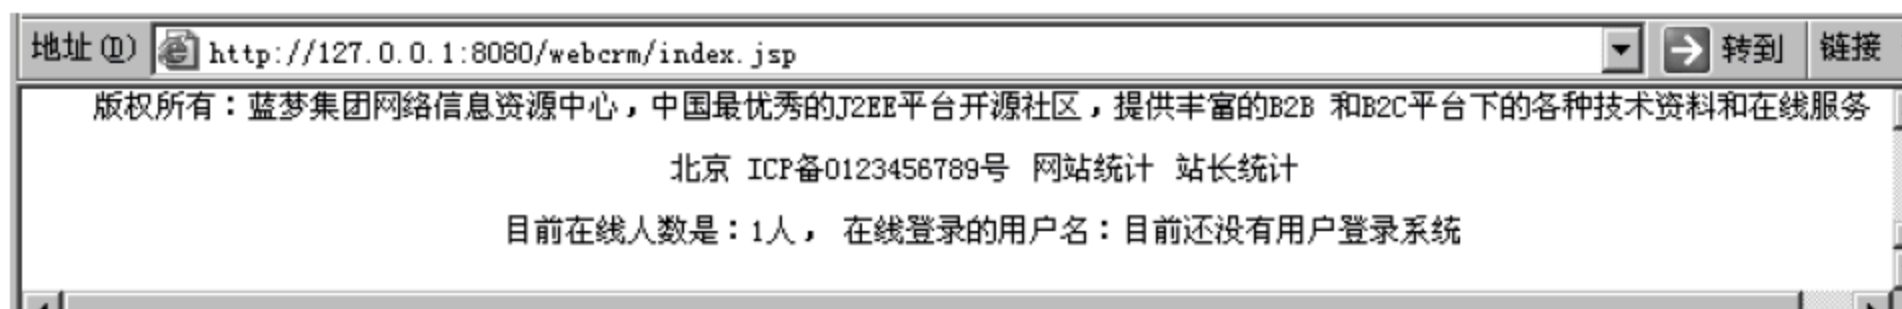 地址(D) http://127.0.0.1:8080/webcrm/index.jsp 转到 链接
版权所有：蓝梦集团网络信息资源中心，中国最优秀的J2EE平台开源社区，提供丰富的B2B 和B2C平台下的各种技术资料和在线服务
北京 ICP备0123456789号 网站统计 站长统计
目前在线人数是：1人， 在线登录的用户名：目前还没有用户登录系统